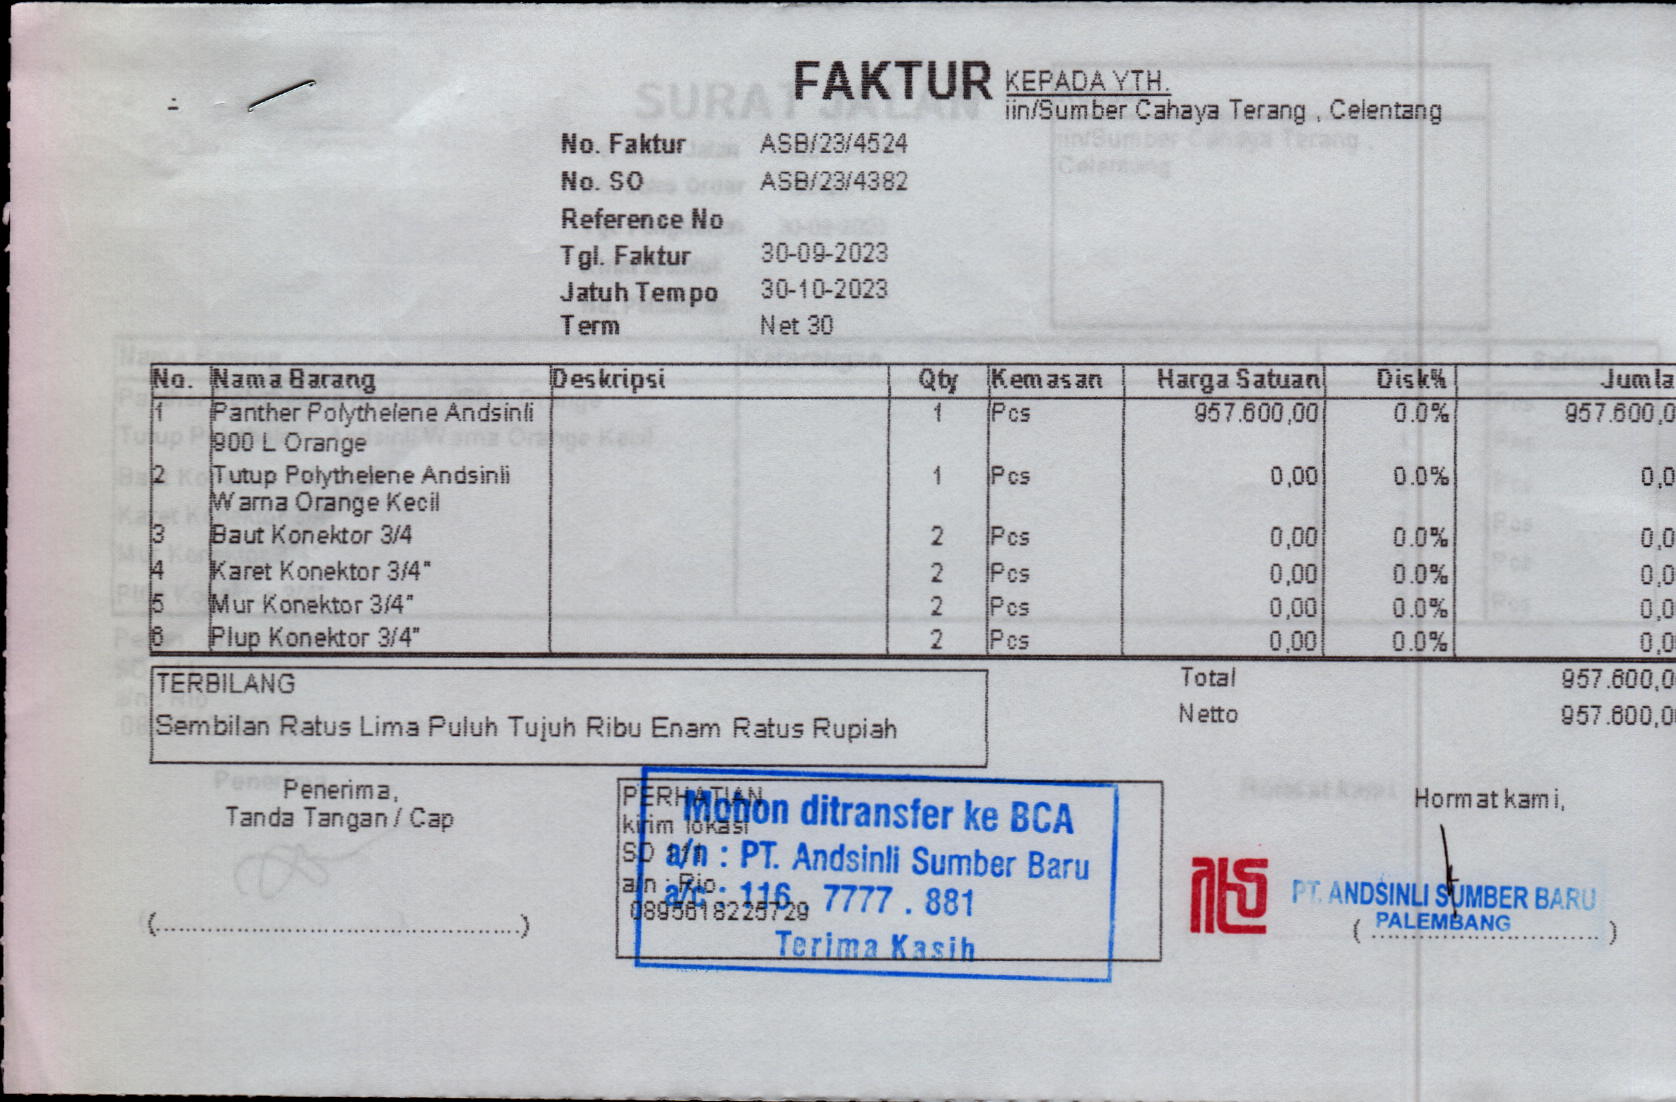 FAKTUR
KEPADA YTH.
iin/Sumber Cahaya Terang , Celentang
No. Faktur ASB/23/4524
No. SO ASB/23/4382
Reference No
Tgl. Faktur 30-09-2023
Jatuh Tempo 30-10-2023
Term Net 30
No. Nama Barang Deskripsi Qty Kemasan Harga Satuan Disk% Jumla
1 Panther Polythelene Andsinli 1 Pcs 957.600,00 0.0% 957.600,0
900 L Orange
2 Tutup Polythelene Andsinli 1 Pcs 0,00 0.0% 0,0
Warna Orange Kecil
3 Baut Konektor 3/4 2 Pcs 0,00 0.0% 0,0
4 Karet Konektor 3/4" 2 Pcs 0,00 0.0% 0,0
5 Mur Konektor 3/4" 2 Pcs 0,00 0.0% 0,0
6 Plup Konektor 3/4" 2 Pcs 0,00 0.0% 0,0
TERBILANG
Sembilan Ratus Lima Puluh Tujuh Ribu Enam Ratus Rupiah
Total 957.600,0
Netto 957.600,0
Penerima,
Tanda Tangan / Cap
(................................................)
PERHATIAN
kirim lokasi
SD
a/n : Rio
0895618225729
Mohon ditransfer ke BCA
a/n : PT. Andsinli Sumber Baru
a/c : 116 . 7777 . 881
Terima Kasih
Hormat kami,
PT. ANDSINLI SUMBER BARU
PALEMBANG
( .............................. )